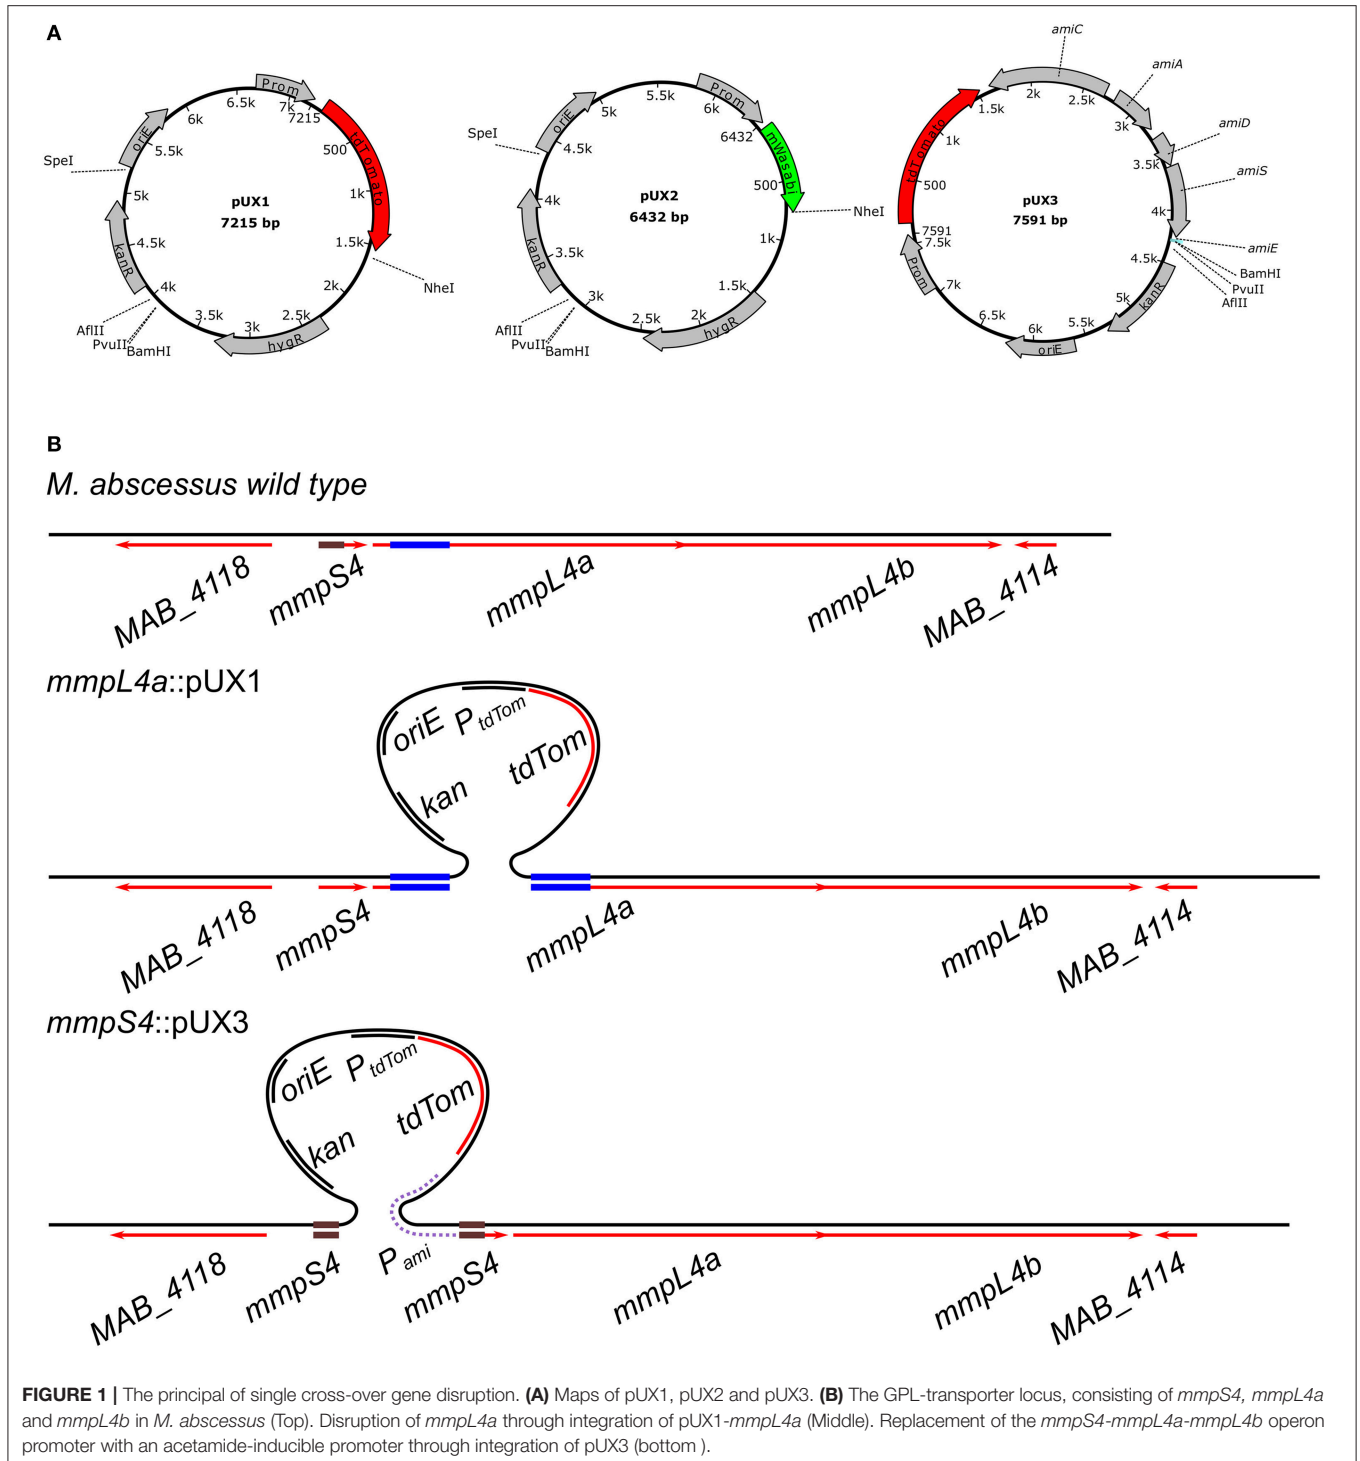 A
pUX1
7215 bp
Prom
tdTomato
hygR
kanR
oriE
6.5k
7k
7215
500
1k
1.5k
2k
2.5k
3k
3.5k
4k
4.5k
5k
5.5k
6k
SpeI
NheI
AflII
PvuII
BamHI
pUX2
6432 bp
Prom
mWasabi
hygR
kanR
oriE
5.5k
6k
6432
500
1k
1.5k
2k
2.5k
3k
3.5k
4k
4.5k
5k
SpeI
NheI
AflII
PvuII
BamHI
pUX3
7591 bp
amiC
amiA
amiD
amiS
amiE
BamHI
PvuII
AflII
tdTomato
Prom
oriE
kanR
7591
500
1k
1.5k
2k
2.5k
3k
3.5k
4k
4.5k
5k
5.5k
6k
6.5k
7k
7.5k
B
M. abscessus wild type
MAB_4118
mmpS4
mmpL4a
mmpL4b
MAB_4114
mmpL4a::pUX1
oriE
P tdTom
tdTom
kan
MAB_4118
mmpS4
mmpL4a
mmpL4b
MAB_4114
mmpS4::pUX3
oriE
P tdTom
tdTom
kan
MAB_4118
mmpS4
P ami
mmpS4
mmpL4a
mmpL4b
MAB_4114
FIGURE 1 | The principal of single cross-over gene disruption. (A) Maps of pUX1, pUX2 and pUX3. (B) The GPL-transporter locus, consisting of mmpS4, mmpL4a
and mmpL4b in M. abscessus (Top). Disruption of mmpL4a through integration of pUX1-mmpL4a (Middle). Replacement of the mmpS4-mmpL4a-mmpL4b operon
promoter with an acetamide-inducible promoter through integration of pUX3 (bottom ).